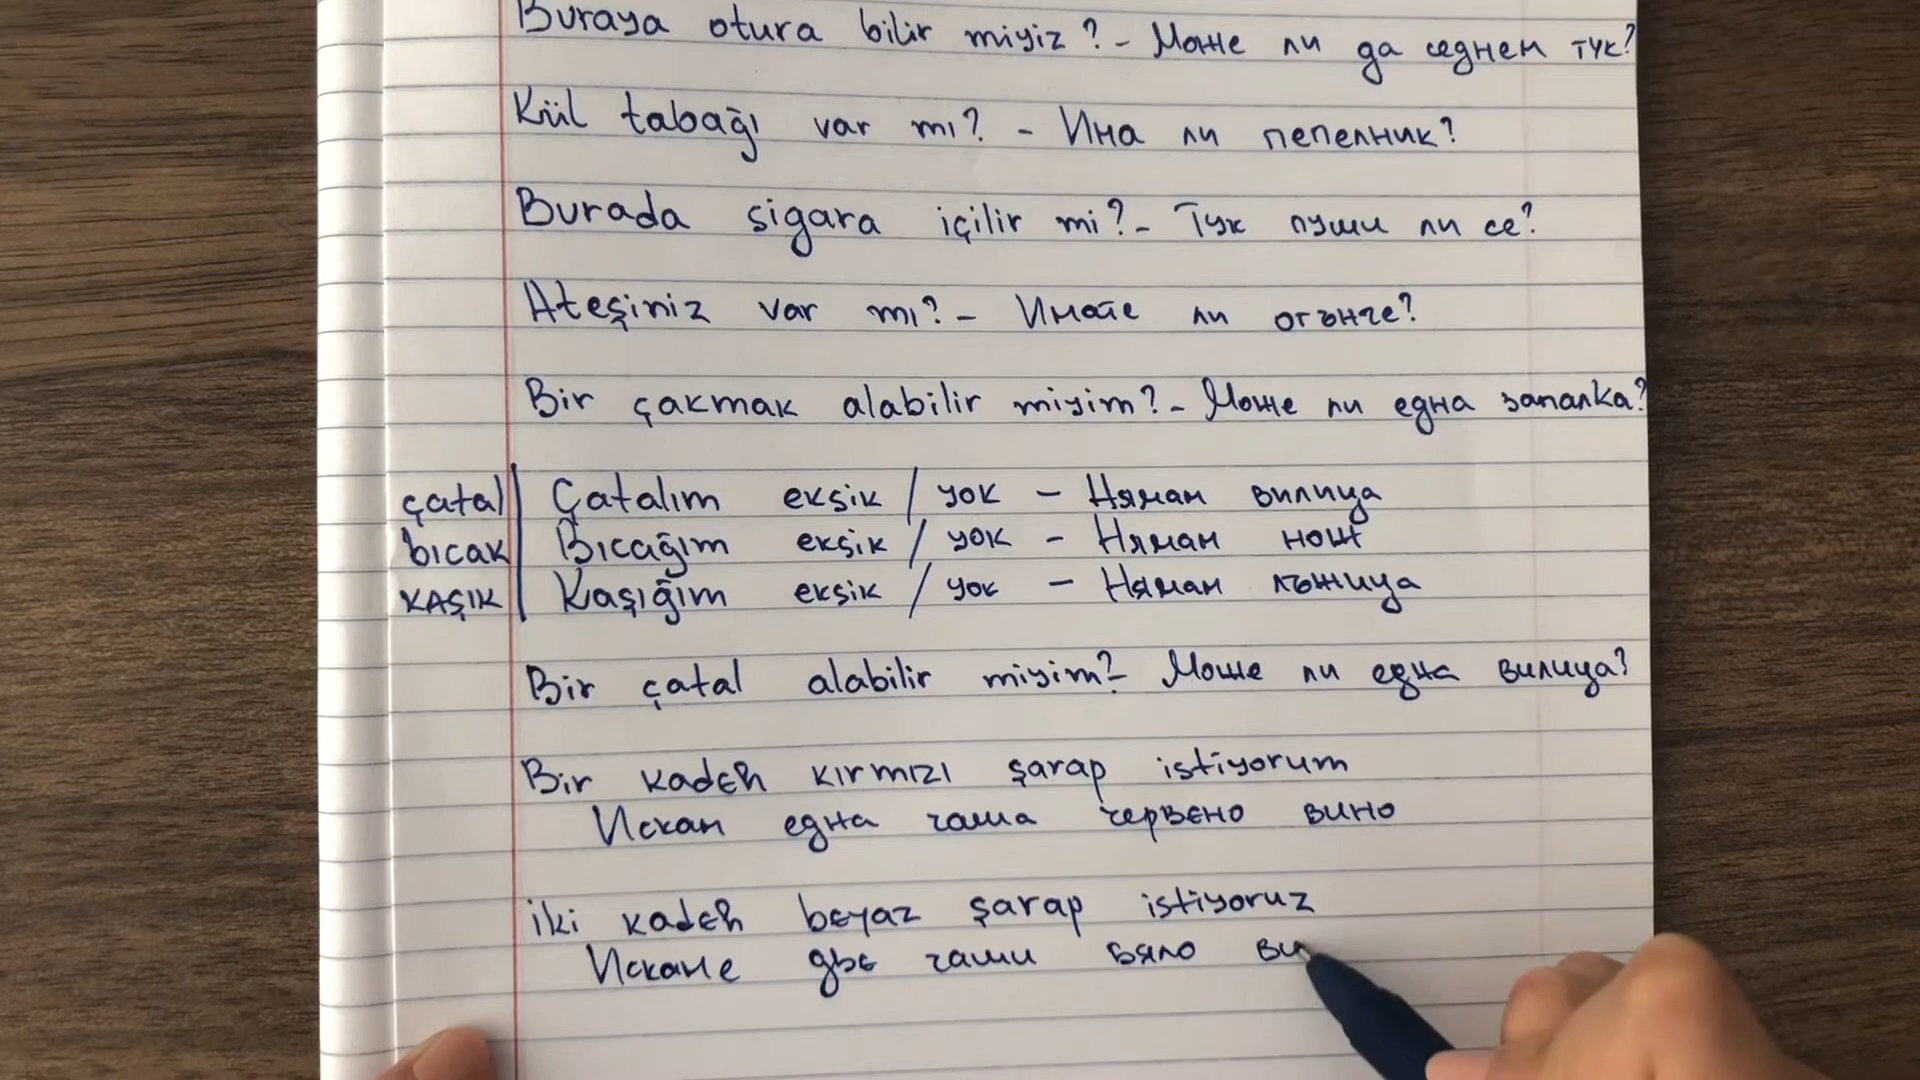 Buraya otura bilir miyiz? - Може ли да седнем тук?
Kül tabağı var mı? - Има ли пепелник?
Burada sigara içilir mi? - Тук пуши ли се?
Ateşiniz var mı? - Имате ли огънче?
Bir çakmak alabilir miyim? - Може ли една запалка?
çatal | Çatalım eksik / yok - Нямам вилица
bıcak | Bıcağım eksik / yok - Нямам нож
kaşık | Kaşığım eksik / yok - Нямам лъжица
Bir çatal alabilir miyim? - Може ли една вилица?
Bir kadeh kırmızı şarap istiyorum
Искам една чаша червено вино
İki kadeh beyaz şarap istiyoruz
Искаме две чаши бяло ви